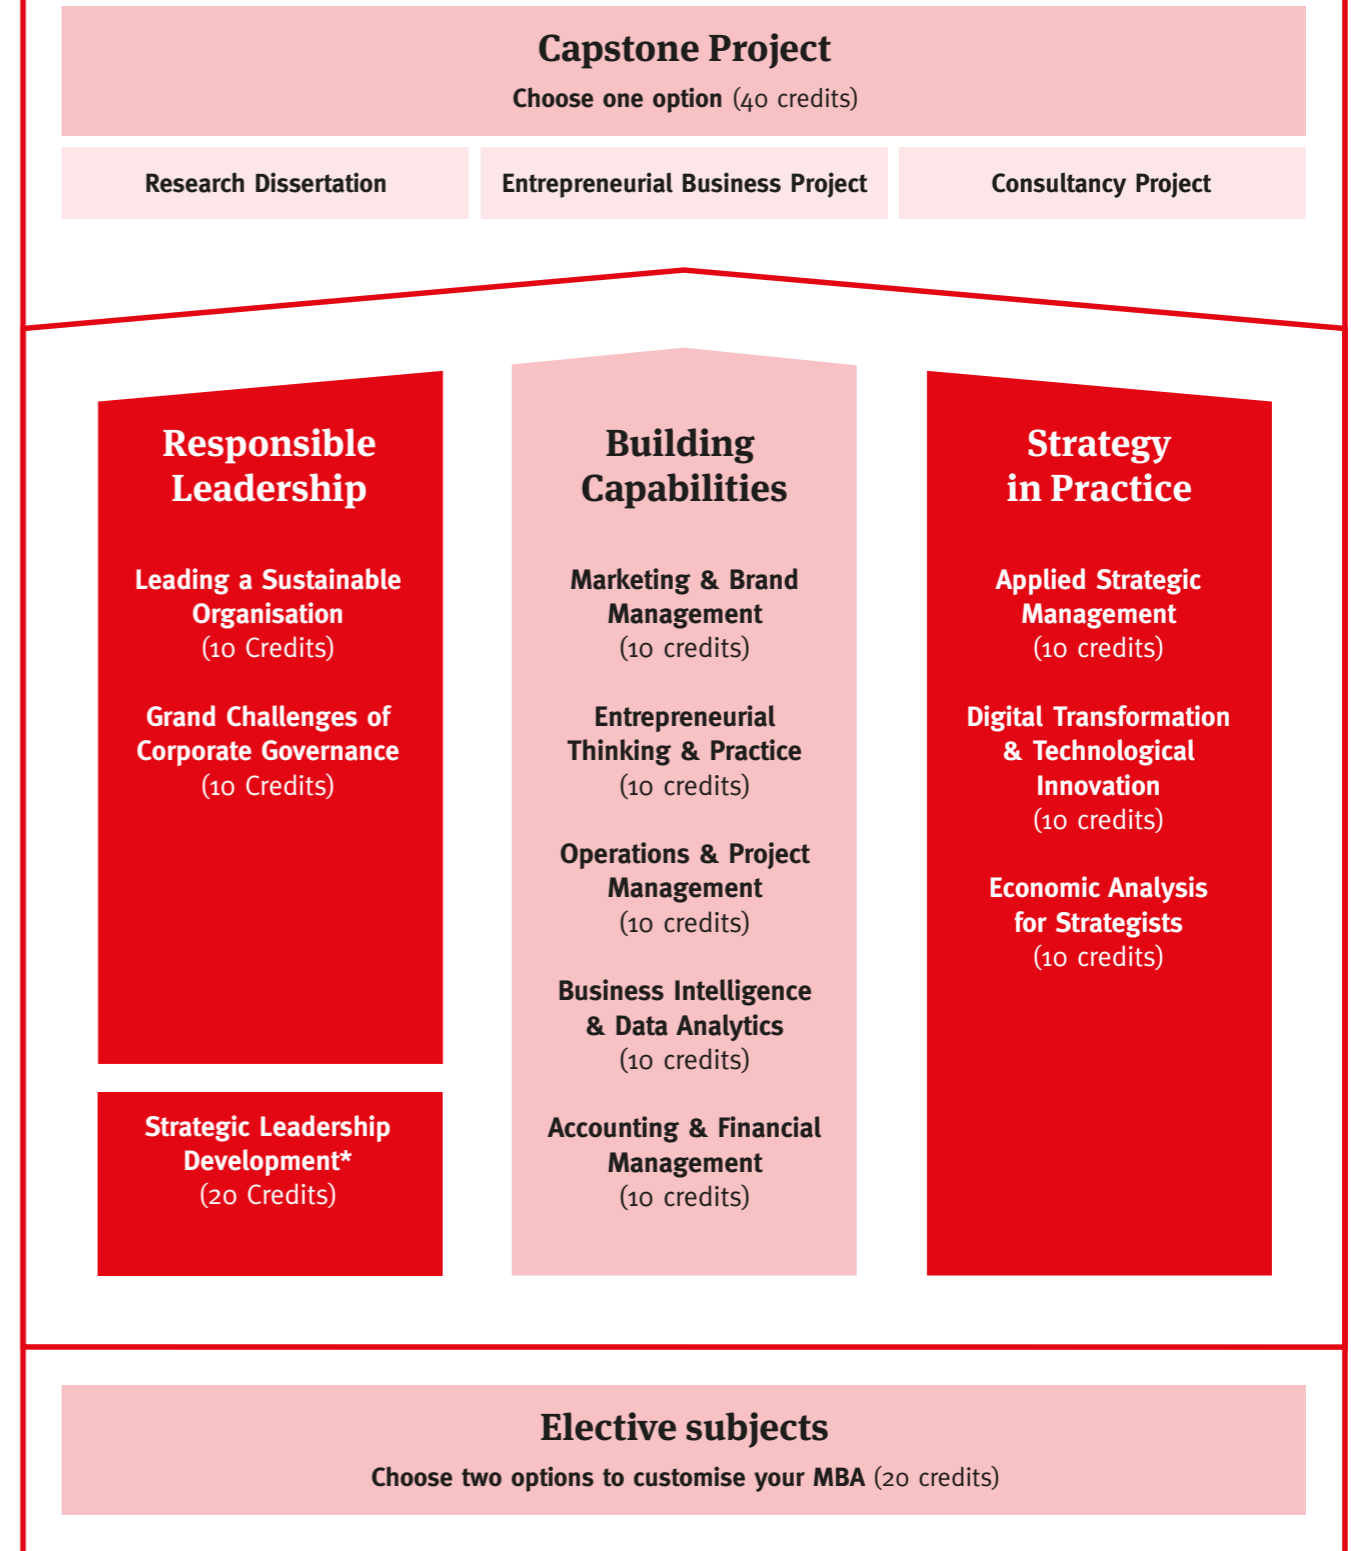 Capstone Project
Choose one option (40 credits)
Research Dissertation
Entrepreneurial Business Project
Consultancy Project
Responsible
Leadership
Leading a Sustainable
Organisation
(10 Credits)
Grand Challenges of
Corporate Governance
(10 Credits)
Strategic Leadership
Development*
(20 Credits)
Building
Capabilities
Marketing & Brand
Management
(10 credits)
Entrepreneurial
Thinking & Practice
(10 credits)
Operations & Project
Management
(10 credits)
Business Intelligence
& Data Analytics
(10 credits)
Accounting & Financial
Management
(10 credits)
Strategy
in Practice
Applied Strategic
Management
(10 credits)
Digital Transformation
& Technological
Innovation
(10 credits)
Economic Analysis
for Strategists
(10 credits)
Elective subjects
Choose two options to customise your MBA (20 credits)